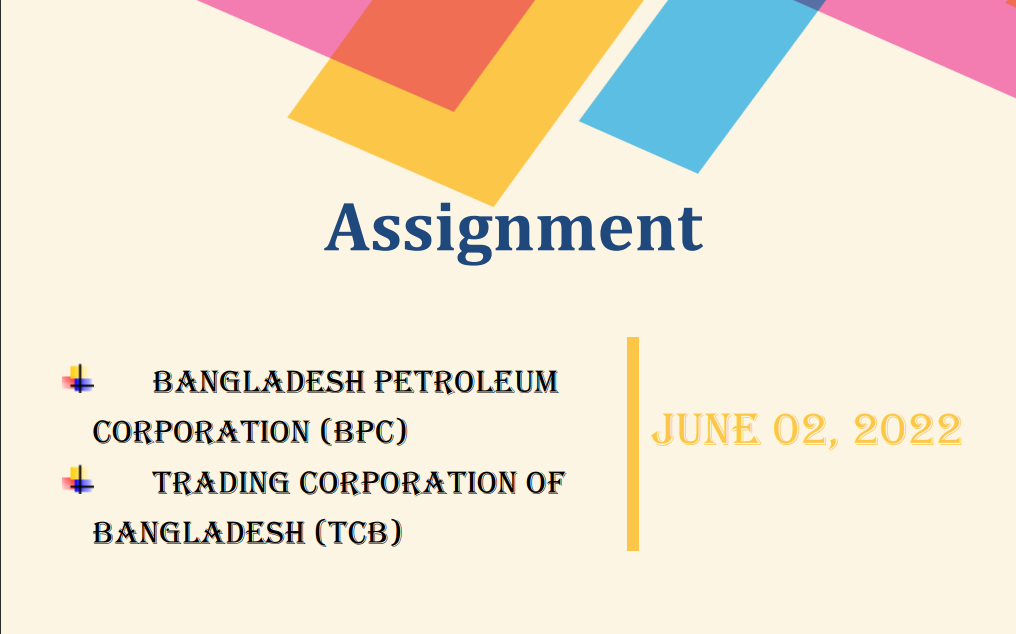 Assignment
BANGLADESH PETROLEUM
CORPORATION (BPC)
TRADING CORPORATION OF
BANGLADESH (TCB)
JUNE 02, 2022